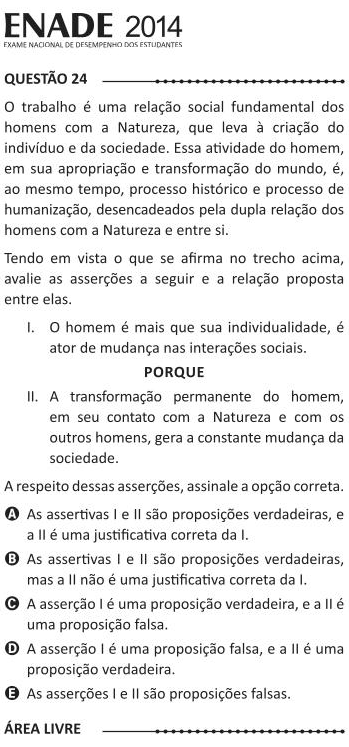 ENADE 2014
EXAME NACIONAL DE DESEMPENHO DOS ESTUDANTES
QUESTÃO 24
O trabalho é uma relação social fundamental dos
homens com a Natureza, que leva à criação do
indivíduo e da sociedade. Essa atividade do homem,
em sua apropriação e transformação do mundo, é,
ao mesmo tempo, processo histórico e processo de
humanização, desencadeados pela dupla relação dos
homens com a Natureza e entre si.
Tendo em vista o que se afirma no trecho acima,
avalie as asserções a seguir e a relação proposta
entre elas.
I. O homem é mais que sua individualidade, é
ator de mudança nas interações sociais.
PORQUE
II. A transformação permanente do homem,
em seu contato com a Natureza e com os
outros homens, gera a constante mudança da
sociedade.
A respeito dessas asserções, assinale a opção correta.
A As assertivas I e II são proposições verdadeiras, e
a II é uma justificativa correta da I.
B As assertivas I e II são proposições verdadeiras,
mas a II não é uma justificativa correta da I.
C A asserção I é uma proposição verdadeira, e a II é
uma proposição falsa.
D A asserção I é uma proposição falsa, e a II é uma
proposição verdadeira.
E As asserções I e II são proposições falsas.
ÁREA LIVRE